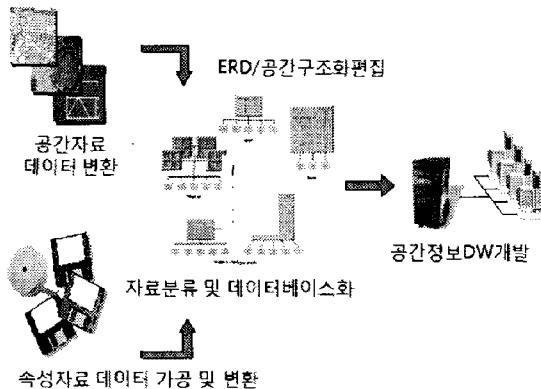 ERD/공간구조화편집
공간자료
데이터 변환
공간정보DW개발
자료분류 및 데이터베이스화
속성자료 데이터 가공 및 변환